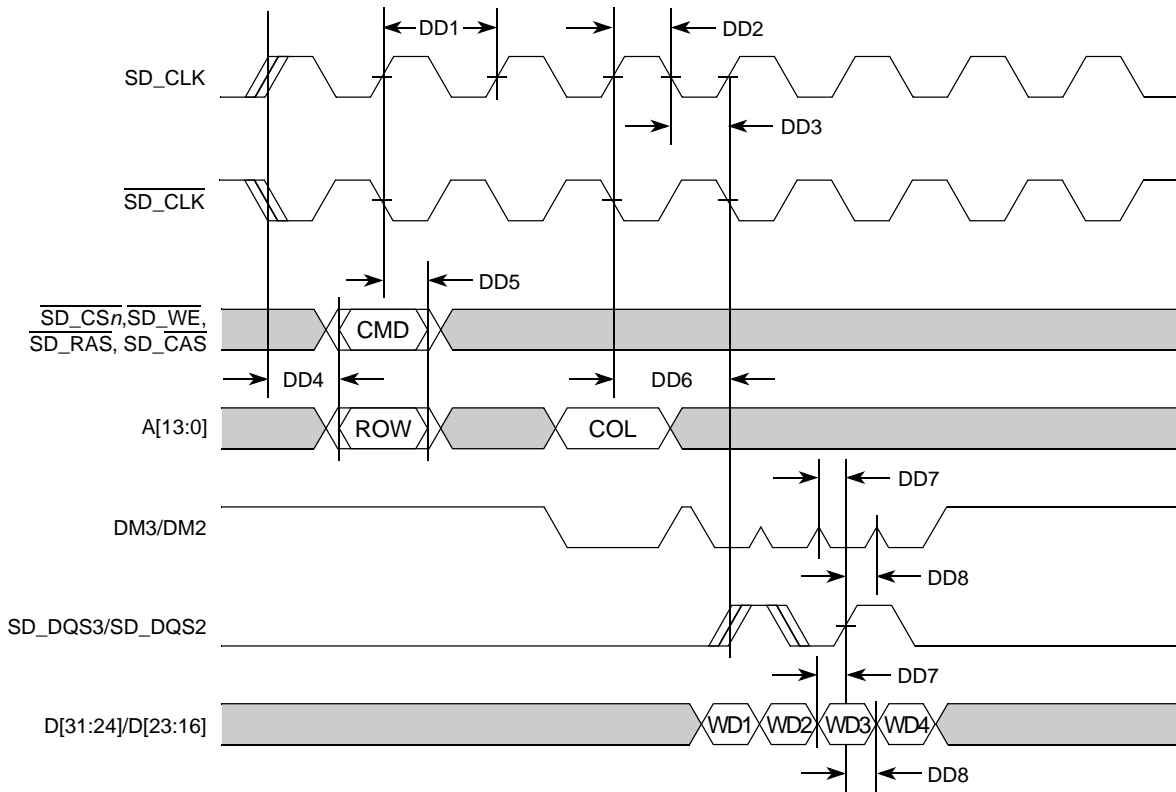 DD1
DD2
SD_CLK
DD3
SD_CLK
DD5
SD_CSn,SD_WE,
SD_RAS, SD_CAS
CMD
DD4
DD6
A[13:0]
ROW
COL
DD7
DM3/DM2
DD8
SD_DQS3/SD_DQS2
DD7
D[31:24]/D[23:16]
WD1
WD2
WD3
WD4
DD8